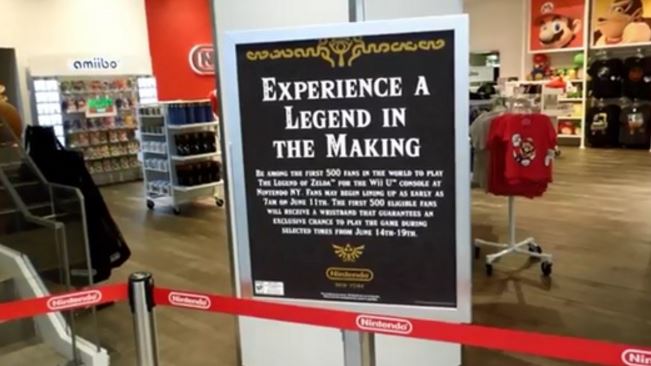 amiibo
EXPERIENCE A
LEGEND IN
THE MAKING
BE AMONG THE FIRST 500 FANS IN THE WORLD TO PLAY
THE LEGEND OF ZELDA™ FOR THE WII U™ CONSOLE AT
NINTENDO NY. FANS MAY BEGIN LINING UP AS EARLY AS
7AM ON JUNE 11TH. THE FIRST 500 ELIGIBLE FANS
WILL RECEIVE A WRISTBAND THAT GUARANTEES AN
EXCLUSIVE CHANCE TO PLAY THE GAME DURING
SELECTED TIMES FROM JUNE 14TH-19TH.
Nintendo
NEW YORK
Nintendo
Nintendo
Nintendo
Nintendo